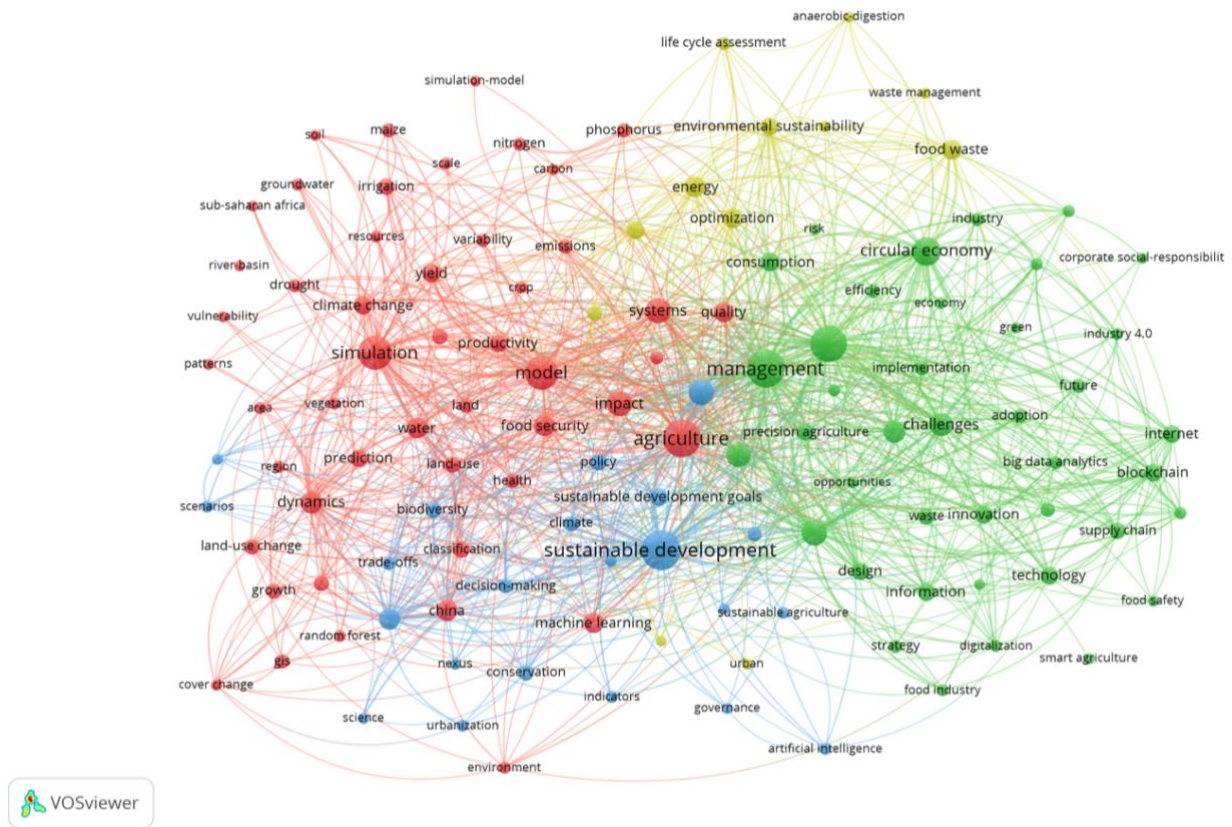 anaerobic-digestion
life cycle assessment
simulation-model
waste management
soil
maize
phosphorus
environmental sustainability
nitrogen
food waste
scale
carbon
groundwater
irrigation
energy
sub-saharan africa
optimization
industry
risk
resources
variability
emissions
circular economy
corporate social-responsibilit
consumption
river-basin
yield
drought
crop
efficiency
economy
climate change
systems
quality
vulnerability
green
industry 4.0
productivity
simulation
patterns
model
management
implementation
future
area
vegetation
land
impact
adoption
water
food security
agriculture
precision agriculture
challenges
internet
prediction
region
land-use
policy
big data analytics
blockchain
health
opportunities
dynamics
sustainable development goals
scenarios
biodiversity
climate
waste
innovation
supply chain
land-use change
classification
sustainable development
trade-offs
design
technology
growth
decision-making
information
food safety
china
sustainable agriculture
machine learning
random forest
strategy
digitalization
gis
nexus
conservation
urban
smart agriculture
cover change
indicators
food industry
governance
science
urbanization
artificial intelligence
environment
VOSviewer